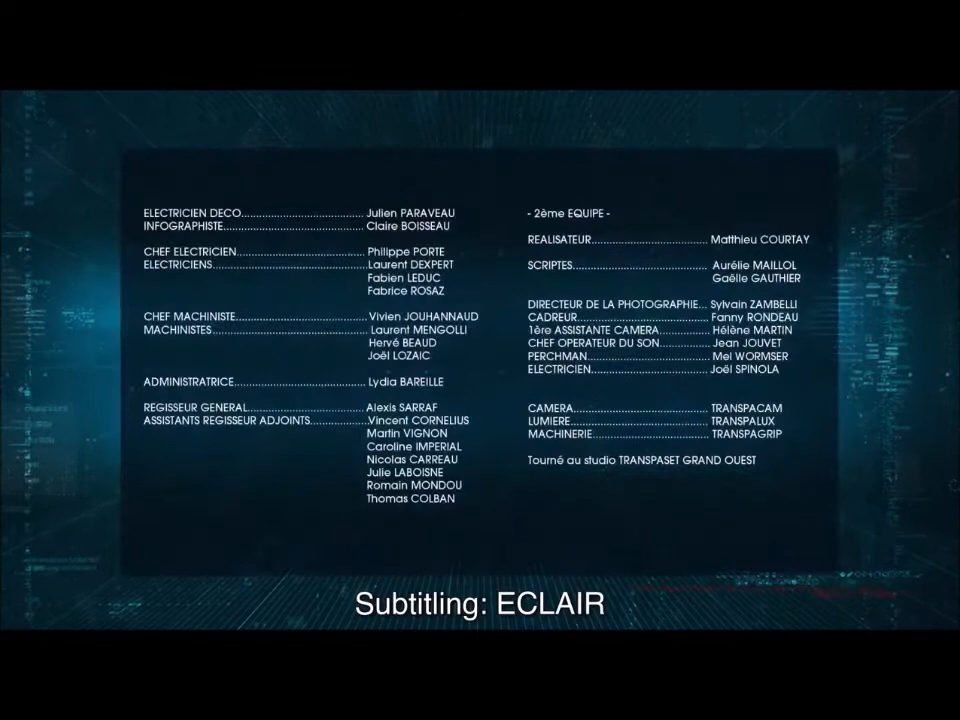 ELECTRICIEN DECO...................................... Julien PARAVEAU
INFOGRAPHISTE........................................... Claire BOISSEAU
CHEF ELECTRICIEN....................................... Philippe PORTE
ELECTRICIENS...............................................Laurent DEXPERT
Fabien LEDUC
Fabrice ROSAZ
CHEF MACHINISTE........................................ Vivien JOUHANNAUD
MACHINISTES................................................ Laurent MENGOLLI
Hervé BEAUD
Joël LOZAIC
ADMINISTRATRICE........................................ Lydia BAREILLE
REGISSEUR GENERAL.................................... Alexis SARRAF
ASSISTANTS REGISSEUR ADJOINTS..................Vincent CORNELIUS
Martin VIGNON
Caroline IMPERIAL
Nicolas CARREAU
Julie LABOISNE
Romain MONDOU
Thomas COLBAN
- 2ème EQUIPE -
REALISATEUR.................................... Matthieu COURTAY
SCRIPTES.......................................... Aurélie MAILLOL
Gaëlle GAUTHIER
DIRECTEUR DE LA PHOTOGRAPHIE... Sylvain ZAMBELLI
CADREUR......................................... Fanny RONDEAU
1ère ASSISTANTE CAMERA................ Hélène MARTIN
CHEF OPERATEUR DU SON................ Jean JOUVET
PERCHMAN...................................... Mel WORMSER
ELECTRICIEN.................................... Joël SPINOLA
CAMERA.......................................... TRANSPACAM
LUMIERE........................................... TRANSPALUX
MACHINERIE.................................... TRANSPAGRIP
Tourné au studio TRANSPASET GRAND OUEST
Subtitling: ECLAIR